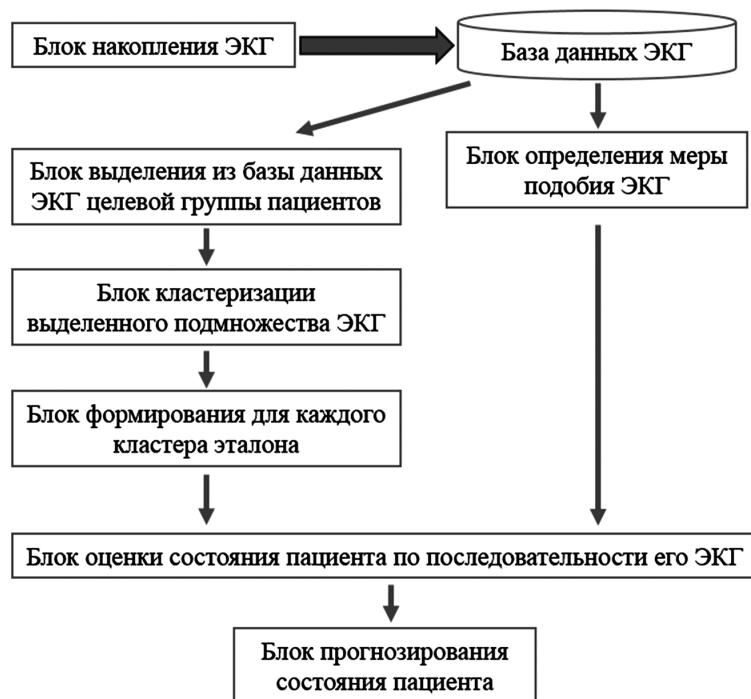 Блок накопления ЭКГ
База данных ЭКГ
Блок выделения из базы данных
ЭКГ целевой группы пациентов
Блок определения меры
подобия ЭКГ
Блок кластеризации
выделенного подмножества ЭКГ
Блок формирования для каждого
кластера эталона
Блок оценки состояния пациента по последовательности его ЭКГ
Блок прогнозирования
состояния пациента